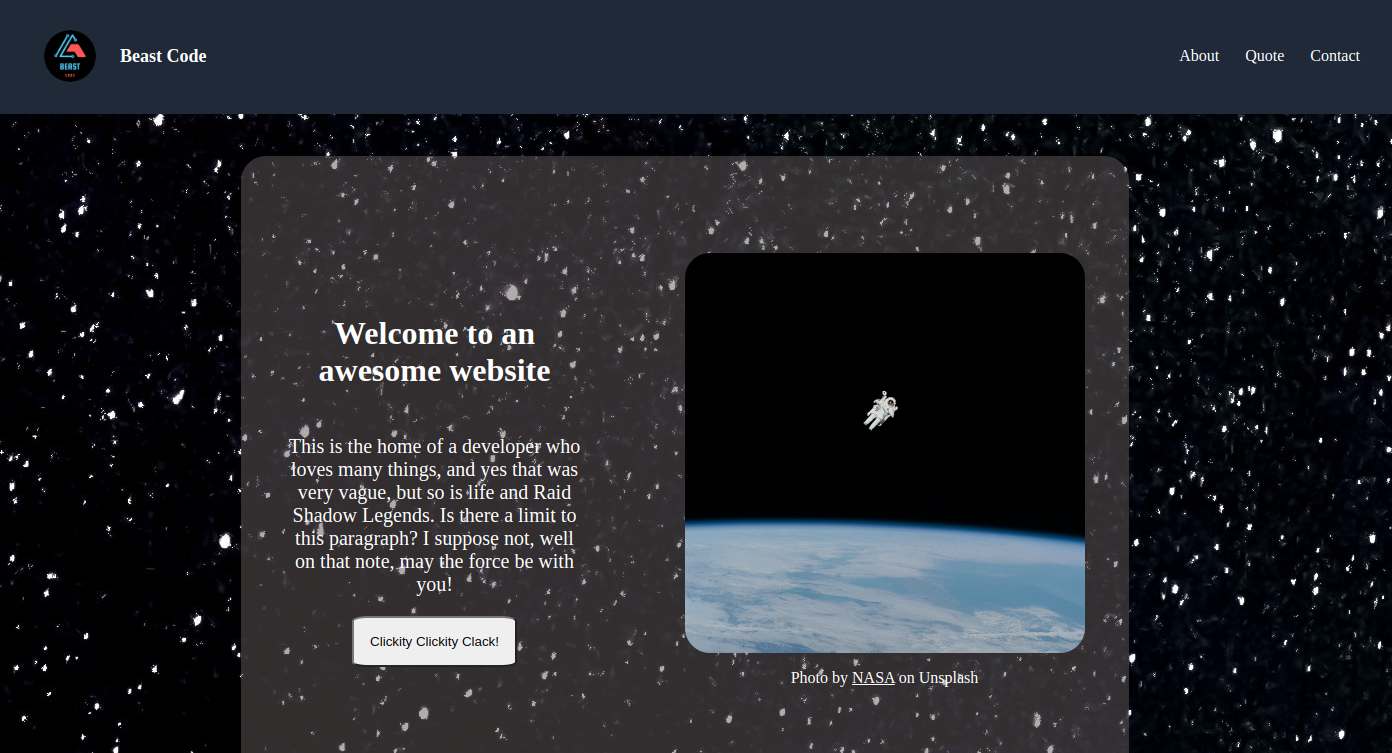 BEAST
Beast Code
About Quote Contact
Welcome to an
awesome website
This is the home of a developer who
loves many things, and yes that was
very vague, but so is life and Raid
Shadow Legends. Is there a limit to
this paragraph? I suppose not, well
on that note, may the force be with
you!
Clickity Clickity Clack!
Photo by NASA on Unsplash